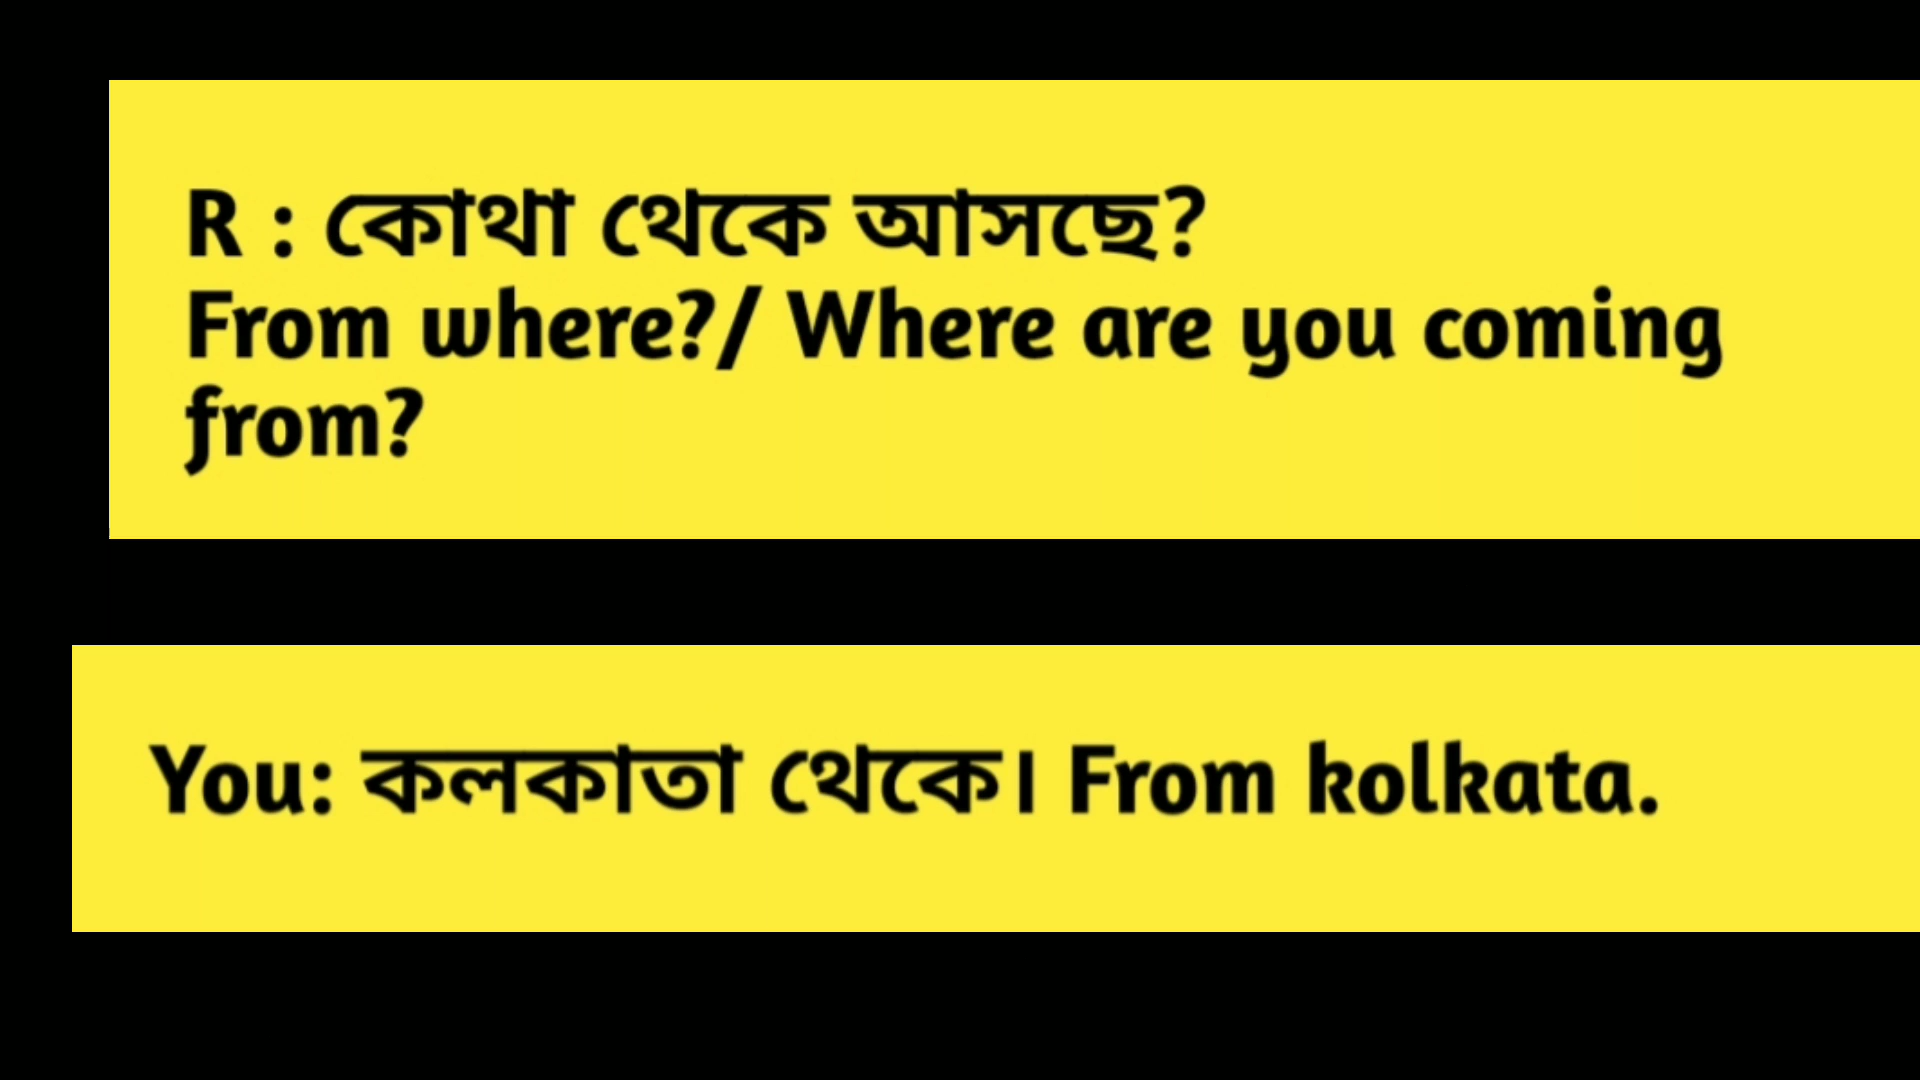 R : কোথা থেকে আসছে?
From where?/ Where are you coming
from?
You: কলকাতা থেকে। From kolkata.